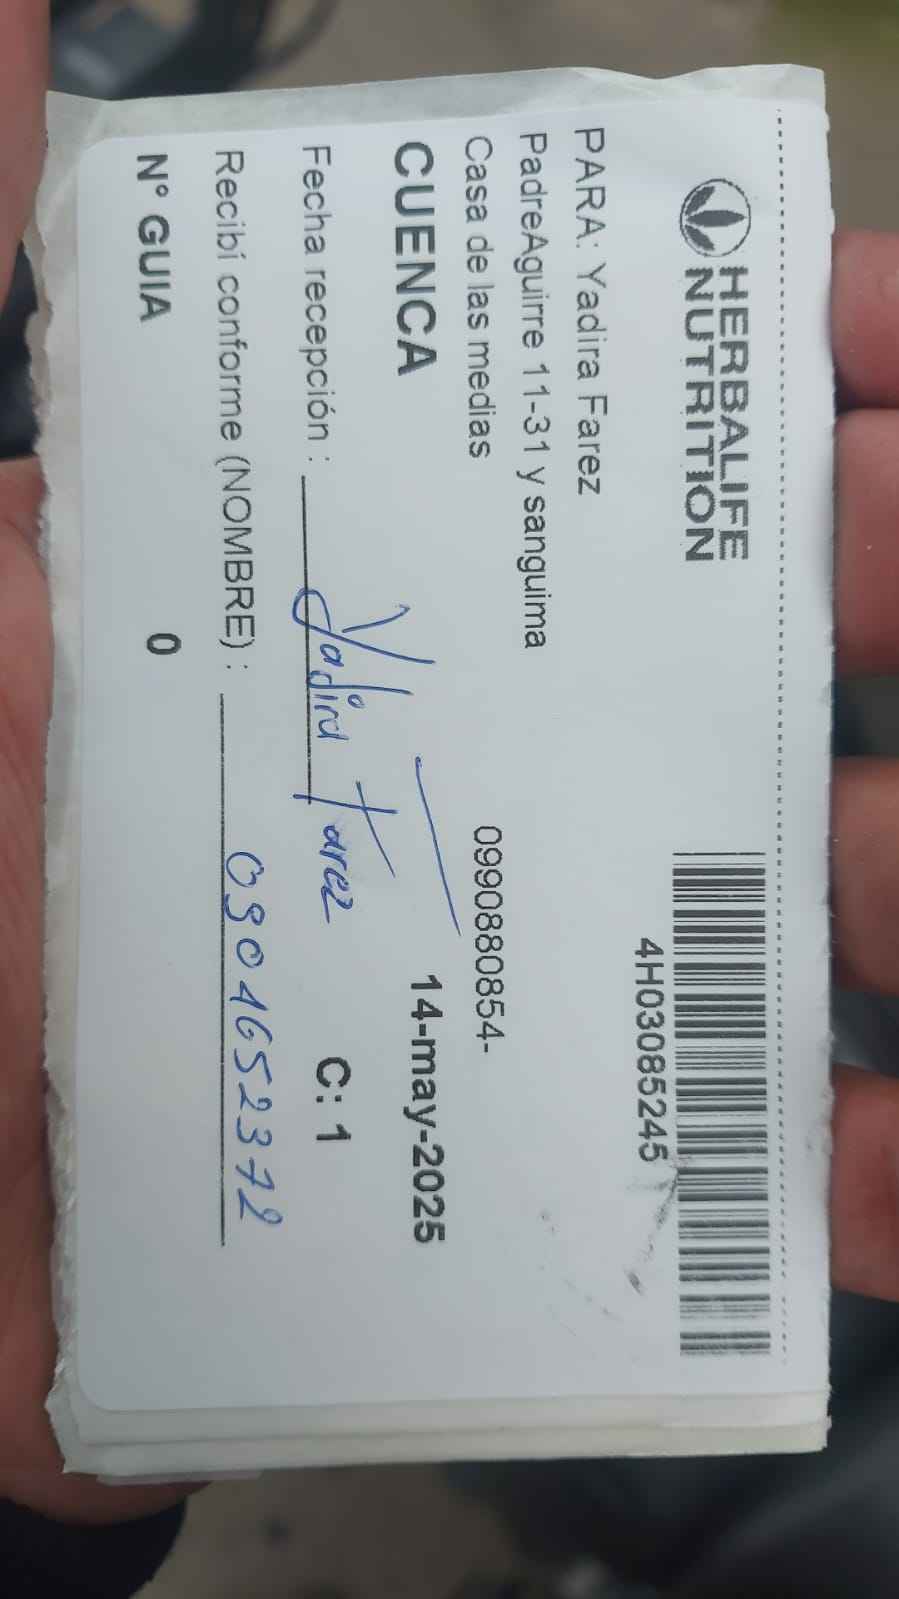 HERBALIFE
NUTRITION
4H03085245
PARA: Yadira Farez
PadreAguirre 11-31 y sanguima
Casa de las medias
0990880854-
CUENCA
14-may-2025
Fecha recepción :
Yadira Farez
C: 1
Recibí conforme (NOMBRE) :
0904652372
N° GUIA 0